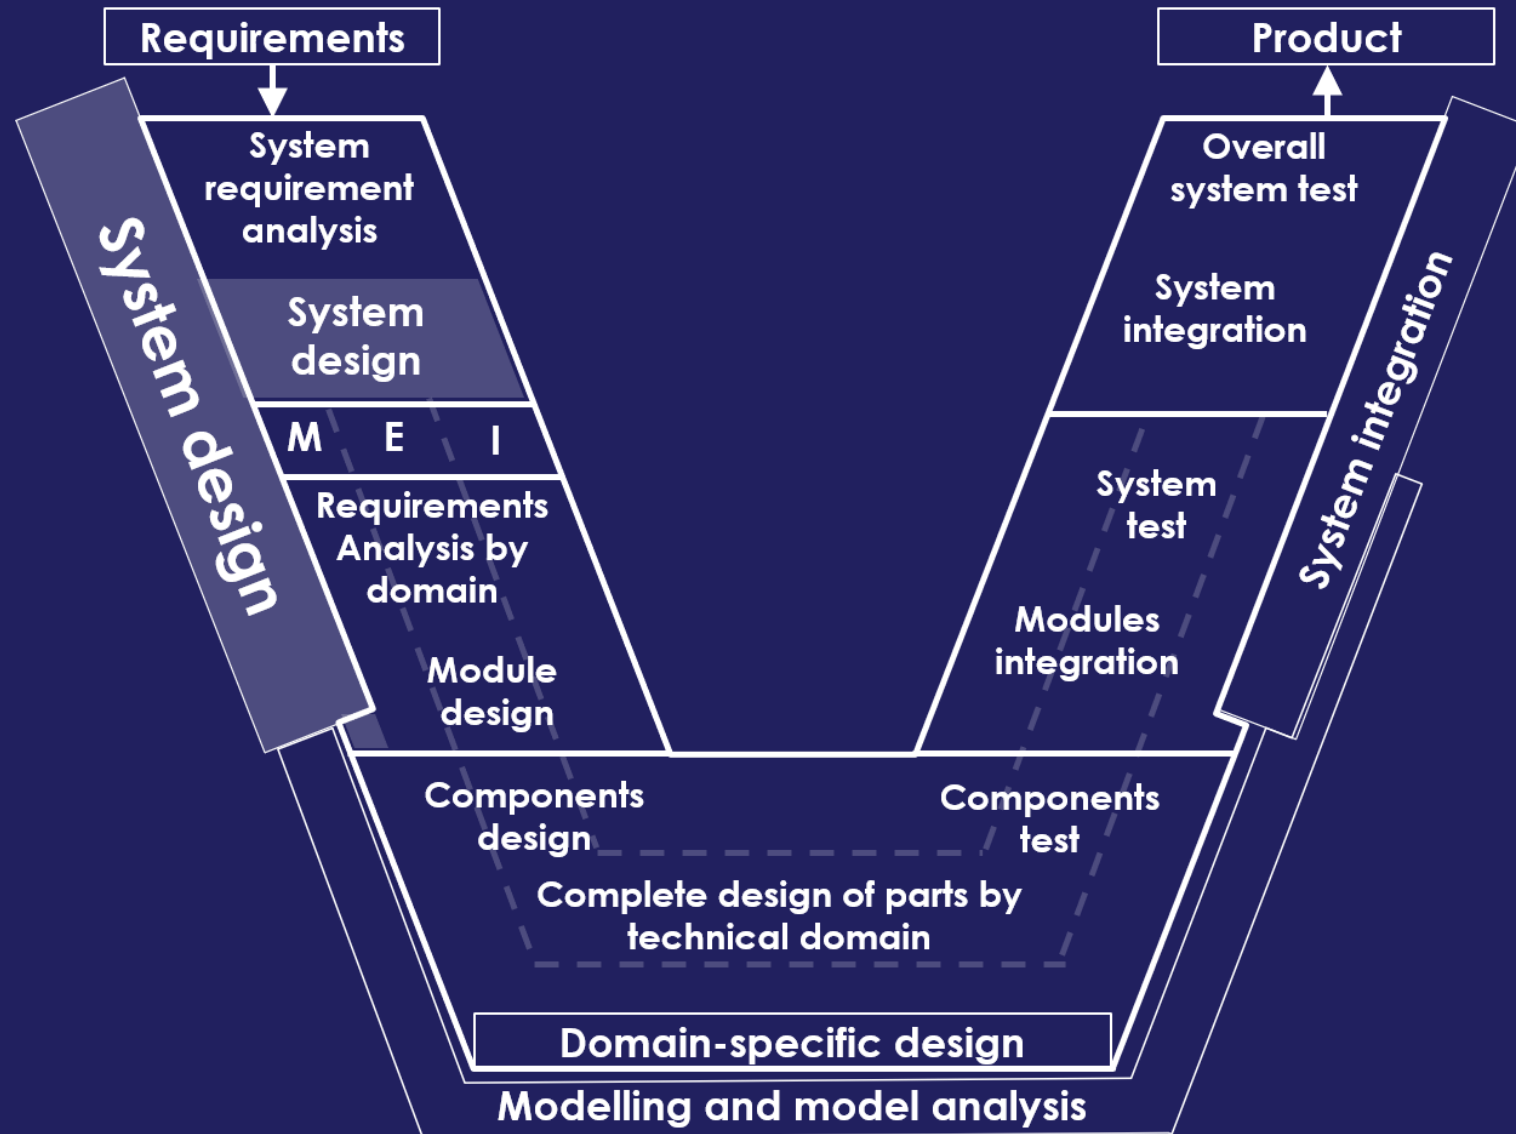 Requirements
Product
System
requirement
analysis
System
design
M E I
Requirements
Analysis by
domain
Module
design
System design
Components
design
Complete design of parts by
technical domain
Components
test
Overall
system test
System
integration
System
test
Modules
integration
System integration
Domain-specific design
Modelling and model analysis